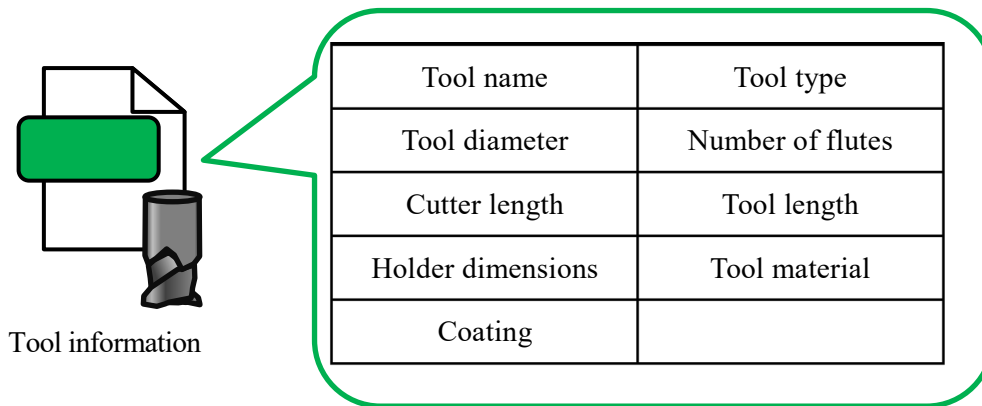 Tool name
Tool type
Tool diameter
Number of flutes
Cutter length
Tool length
Holder dimensions
Tool material
Coating
Tool information